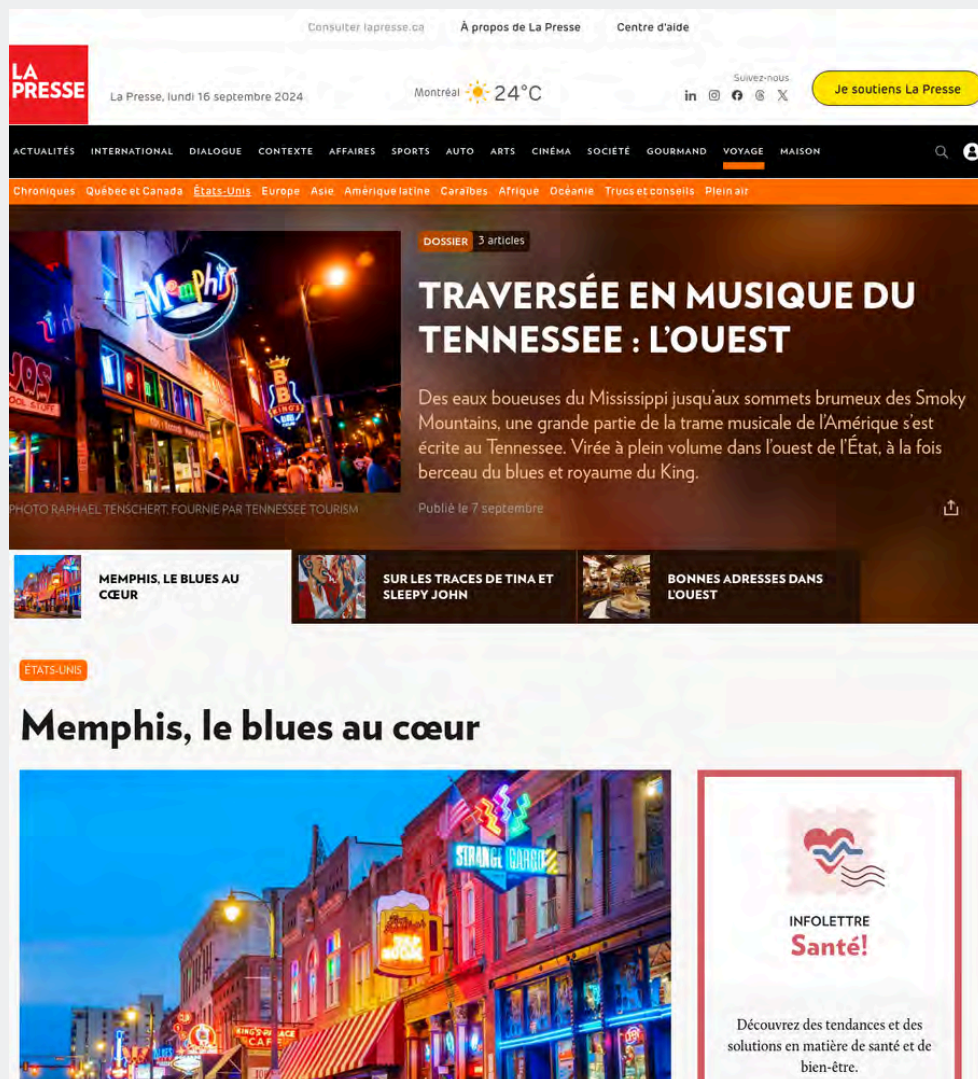 Consulter lapresse.ca À propos de La Presse Centre d'aide
LA
PRESSE
La Presse, lundi 16 septembre 2024
Montréal 24°C
Suivez-nous
Je soutiens La Presse
ACTUALITÉS INTERNATIONAL DIALOGUE CONTEXTE AFFAIRES SPORTS AUTO ARTS CINÉMA SOCIÉTÉ GOURMAND VOYAGE MAISON
Chroniques Québec et Canada États-Unis Europe Asie Amérique latine Caraïbes Afrique Océanie Trucs et conseils Plein air
Memphis
B
B
KING'S
PHOTO RAPHAEL TENSCHERT, FOURNIE PAR TENNESSEE TOURISM
DOSSIER 3 articles
TRAVERSÉE EN MUSIQUE DU
TENNESSEE : L'OUEST
Des eaux boueuses du Mississippi jusqu'aux sommets brumeux des Smoky
Mountains, une grande partie de la trame musicale de l'Amérique s'est
écrite au Tennessee. Virée à plein volume dans l'ouest de l'État, à la fois
berceau du blues et royaume du King.
Publié le 7 septembre
MEMPHIS, LE BLUES AU
CŒUR
SUR LES TRACES DE TINA ET
SLEEPY JOHN
BONNES ADRESSES DANS
L'OUEST
ÉTATS-UNIS
Memphis, le blues au cœur
STRANGE CARGO
KING'S PALACE
CAFE
INFOLETTRE
Santé!
Découvrez des tendances et des
solutions en matière de santé et de
bien-être.